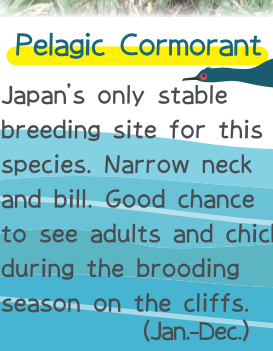 Pelagic Cormorant
Japan's only stable
breeding site for this
species. Narrow neck
and bill. Good chance
to see adults and chick
during the brooding
season on the cliffs.
(Jan.-Dec.)